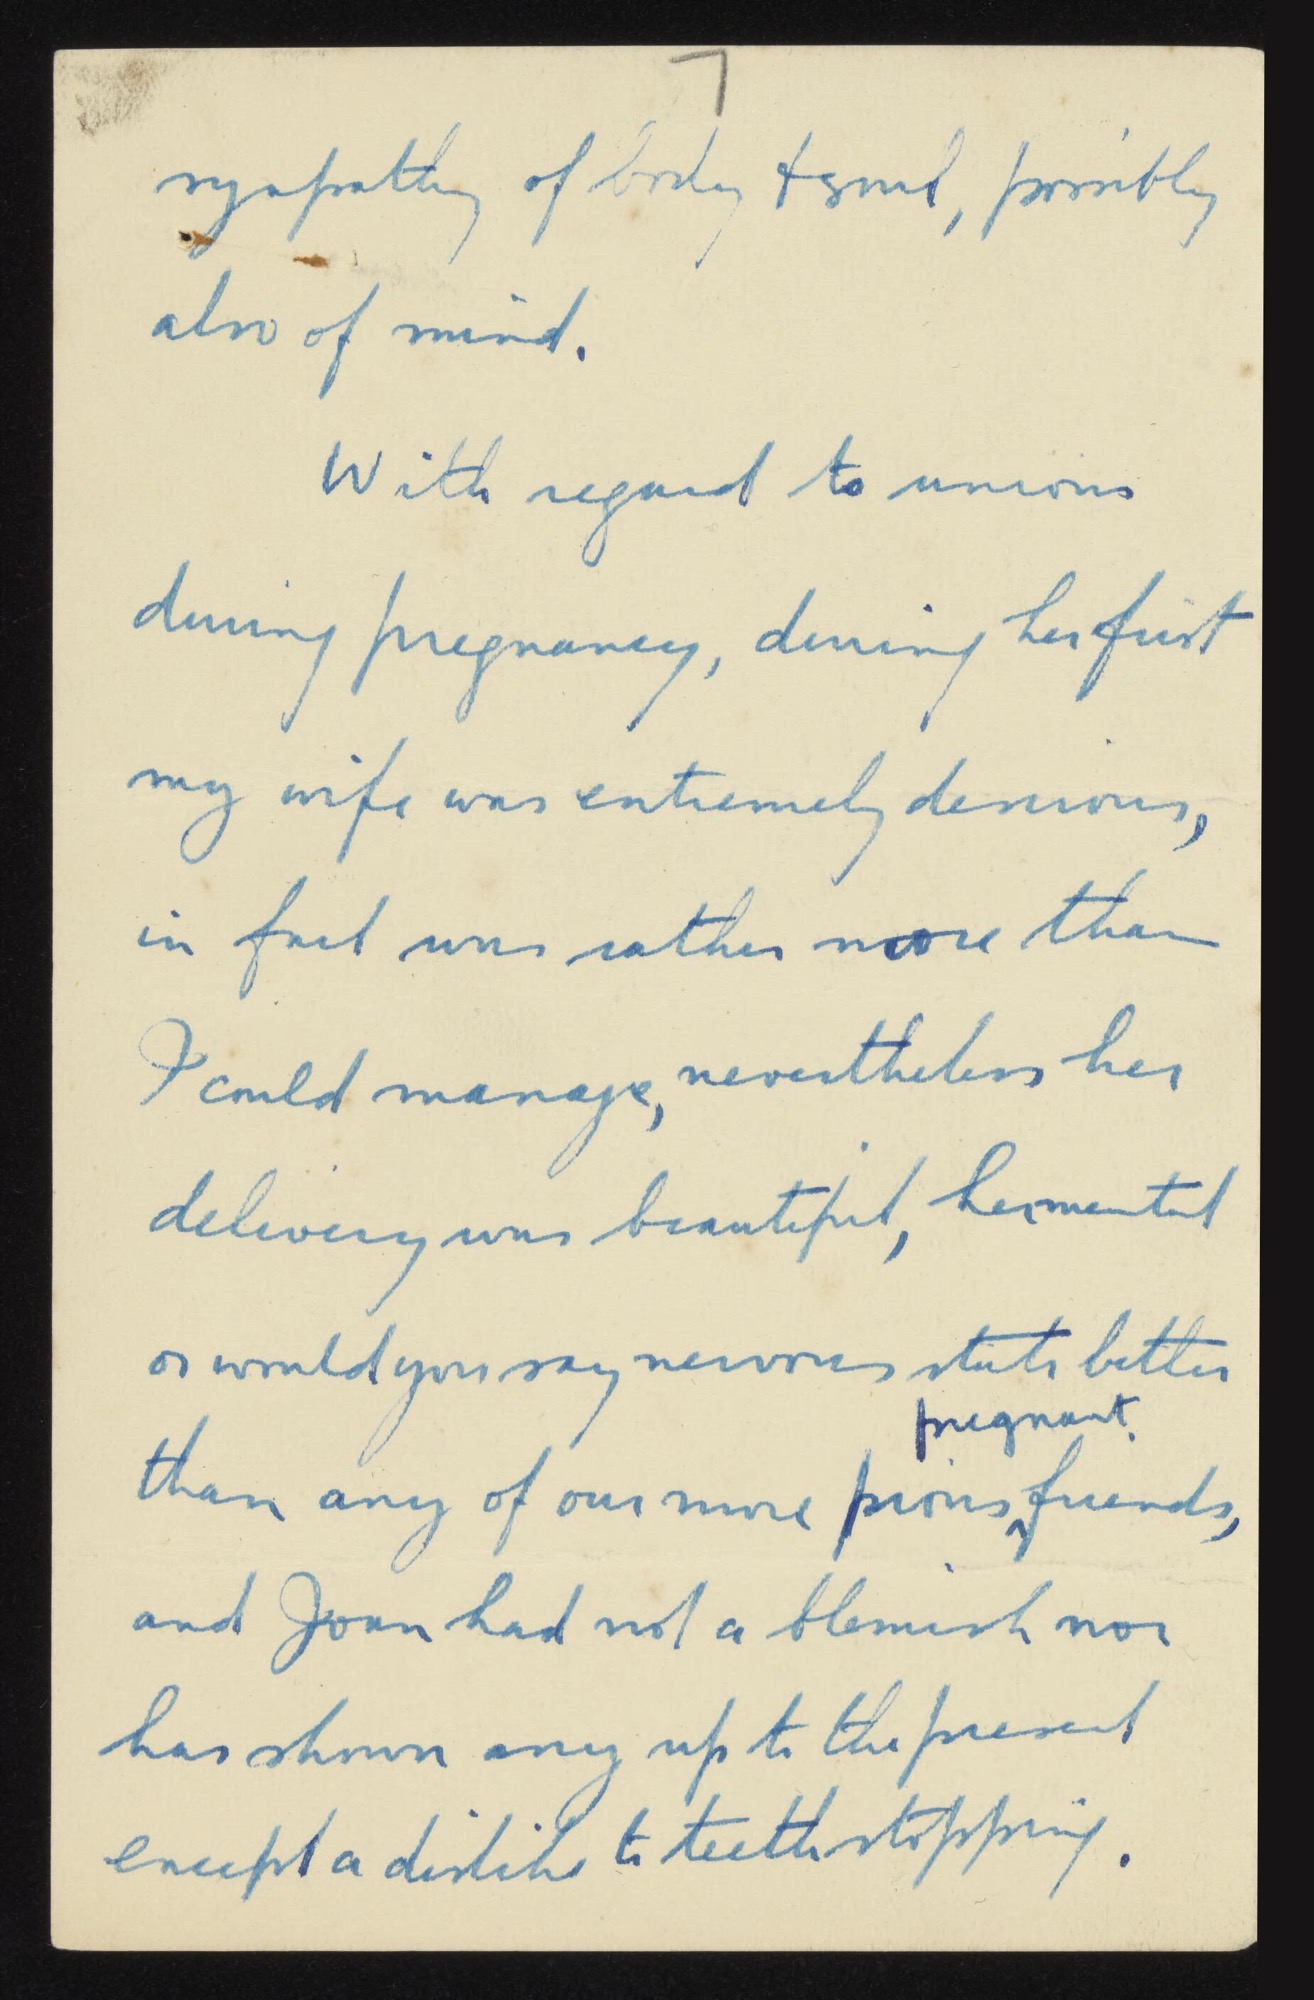 7
sympathy of body & soul, possibly
also of mind.
With regard to unions
during pregnancy, during her first
my wife was extremely desirous,
in fact was rather more than
I could manage, nevertheless her
delivery was beautiful, her mental
or would you say nervous state better
pregnant
than any of our more pious, friends,
and Joan had not a blemish nor
has shown any up to the present
except a dislike to teeth stopping.